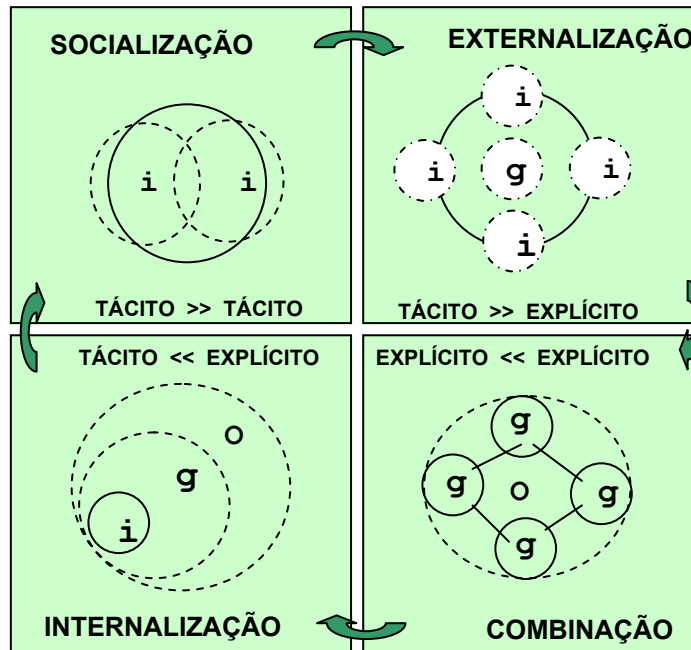 SOCIALIZAÇÃO
i i
TÁCITO >> TÁCITO
EXTERNALIZAÇÃO
i
i g i
i
TÁCITO >> EXPLÍCITO
TÁCITO << EXPLÍCITO
o
g
i
INTERNALIZAÇÃO
EXPLÍCITO << EXPLÍCITO
g
g o g
g
COMBINAÇÃO